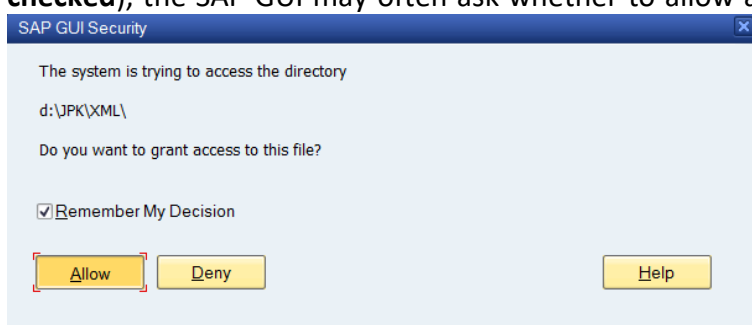 checked), the SAP GUI may often ask whether to allow a
SAP GUI Security
The system is trying to access the directory
d:\JPK\XML\
Do you want to grant access to this file?
Remember My Decision
Allow Deny Help